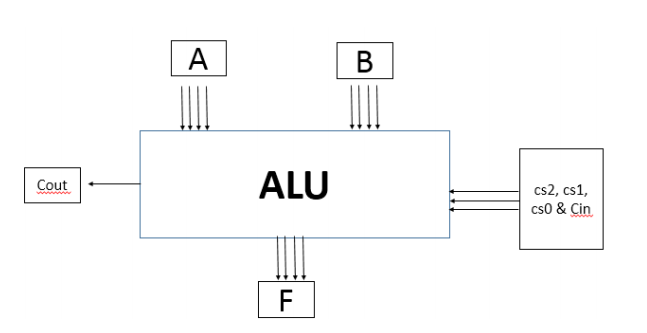 A
B
Cout
ALU
cs2, cs1,
cs0 & Cin
F